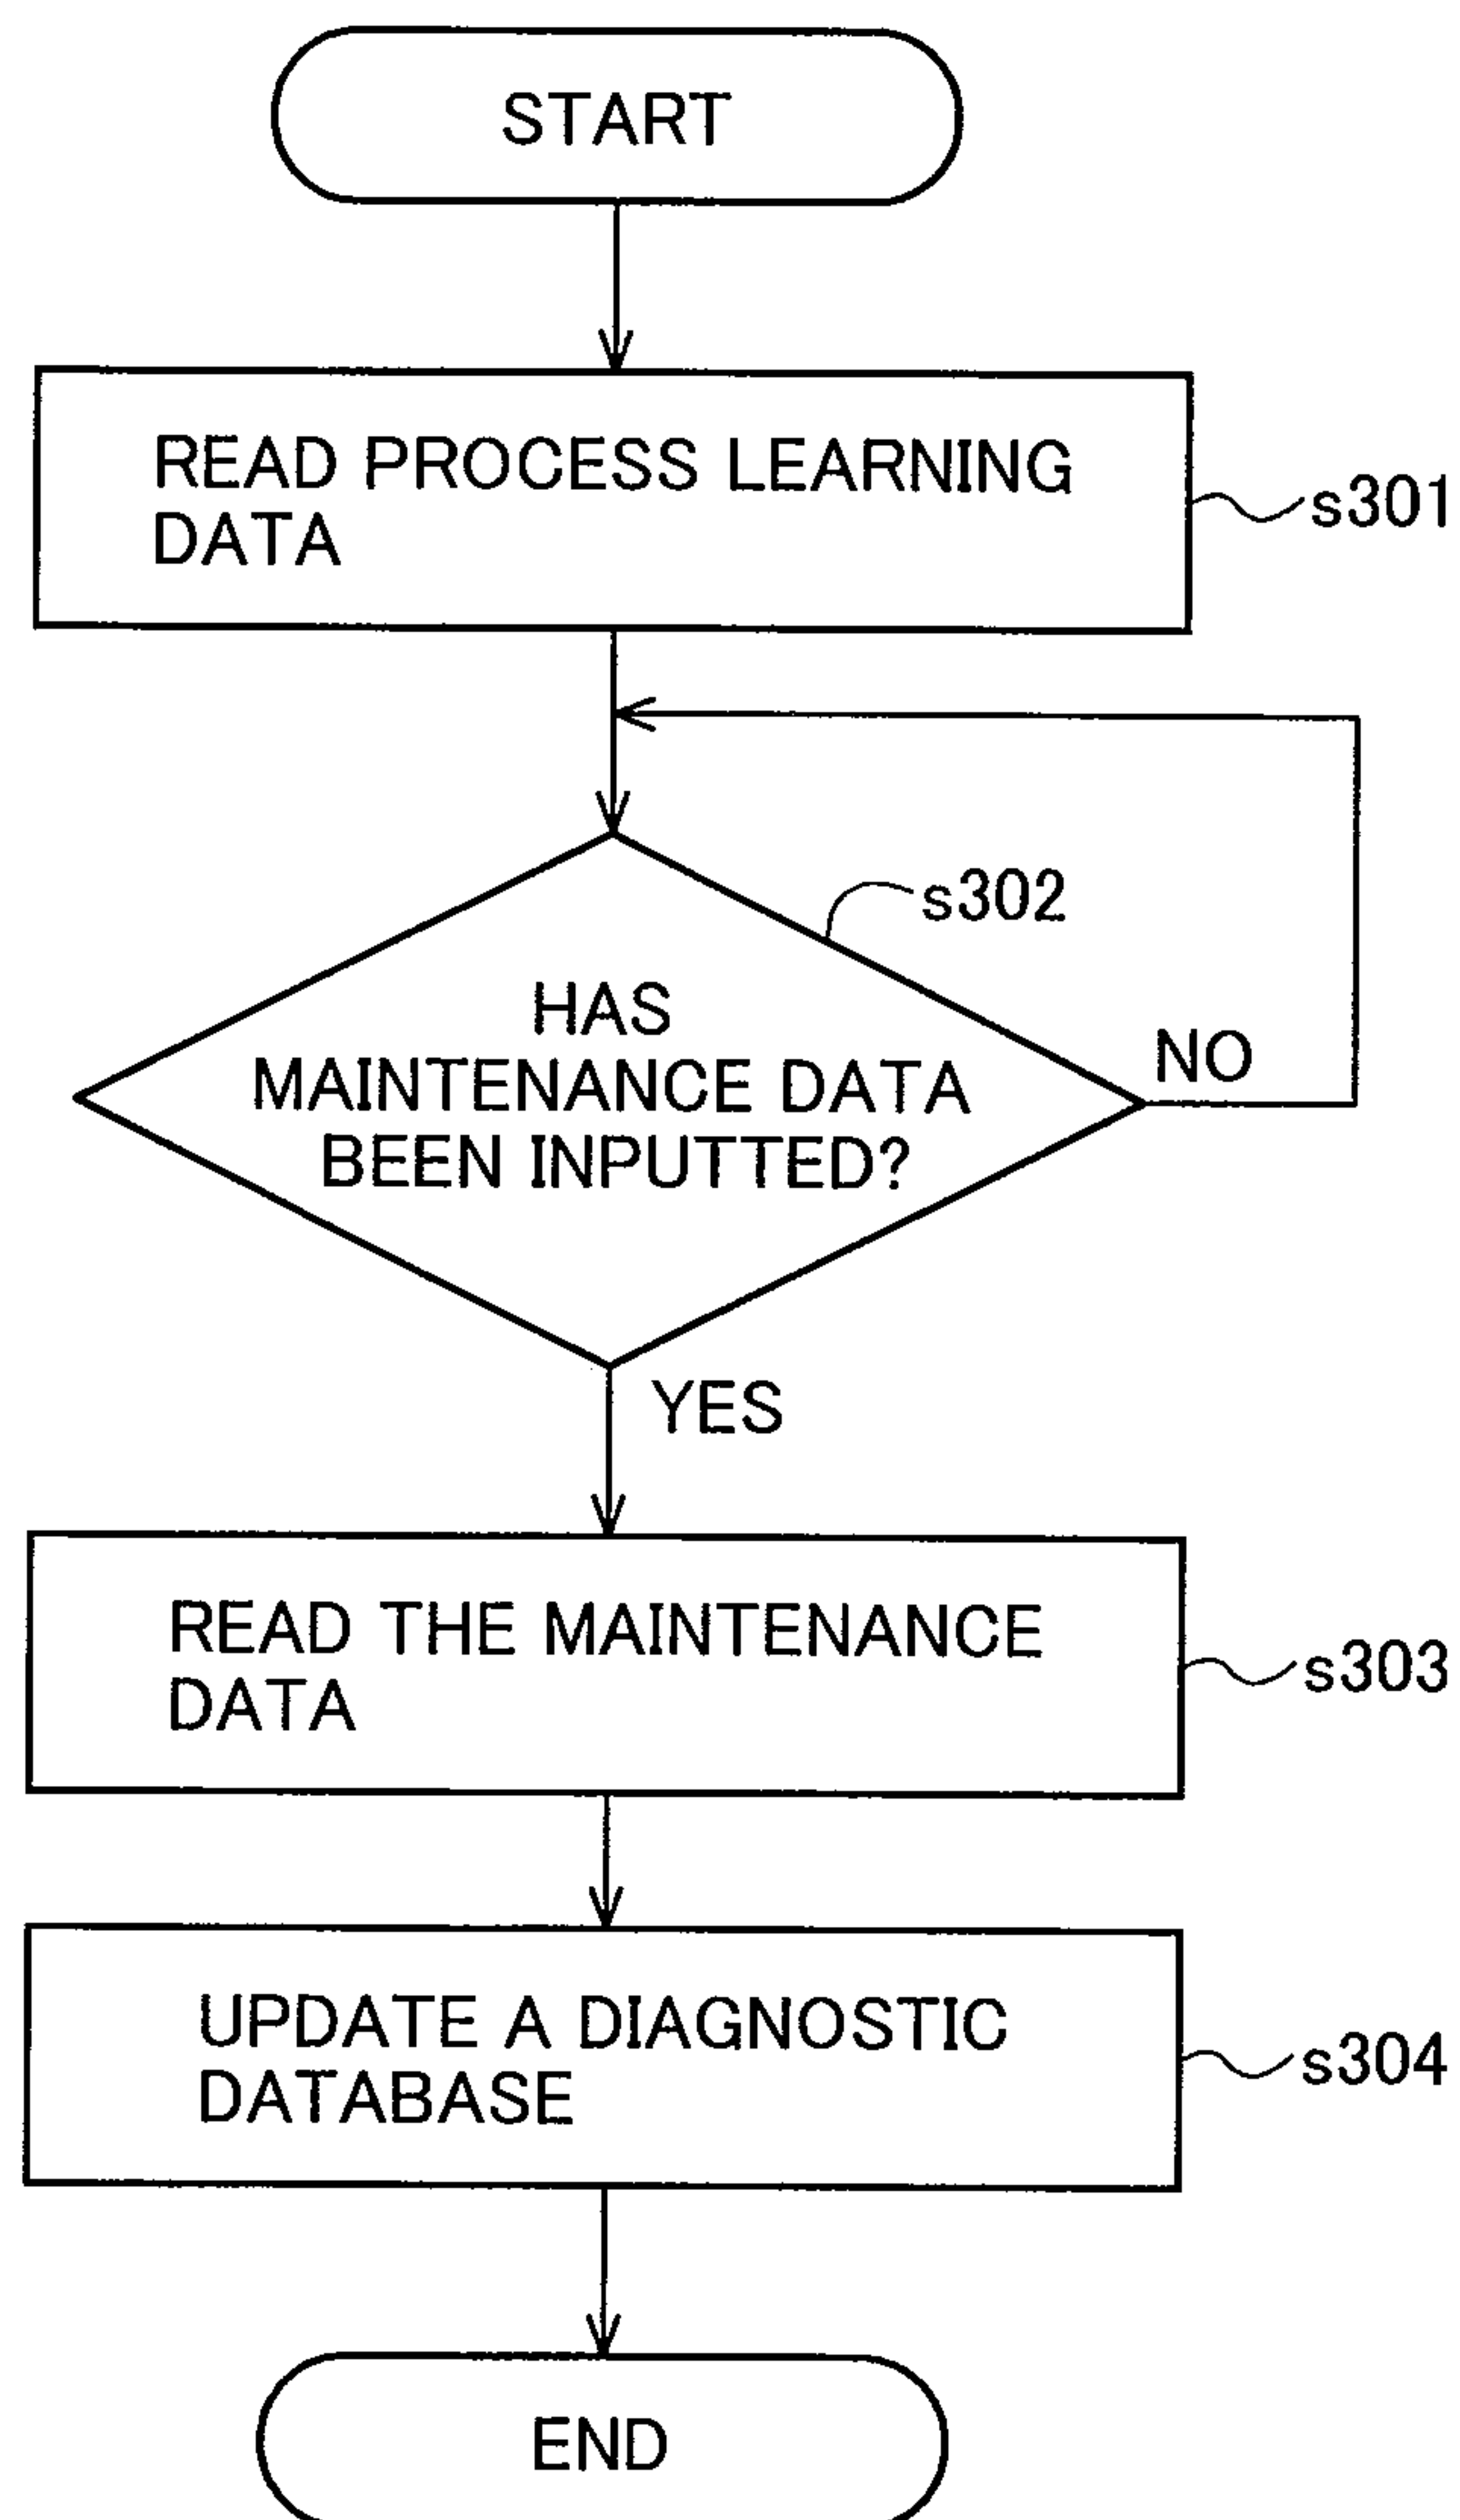 START
READ PROCESS LEARNING
DATA
s301
s302
HAS
MAINTENANCE DATA
BEEN INPUTTED?
NO
YES
READ THE MAINTENANCE
DATA
s303
UPDATE A DIAGNOSTIC
DATABASE
s304
END